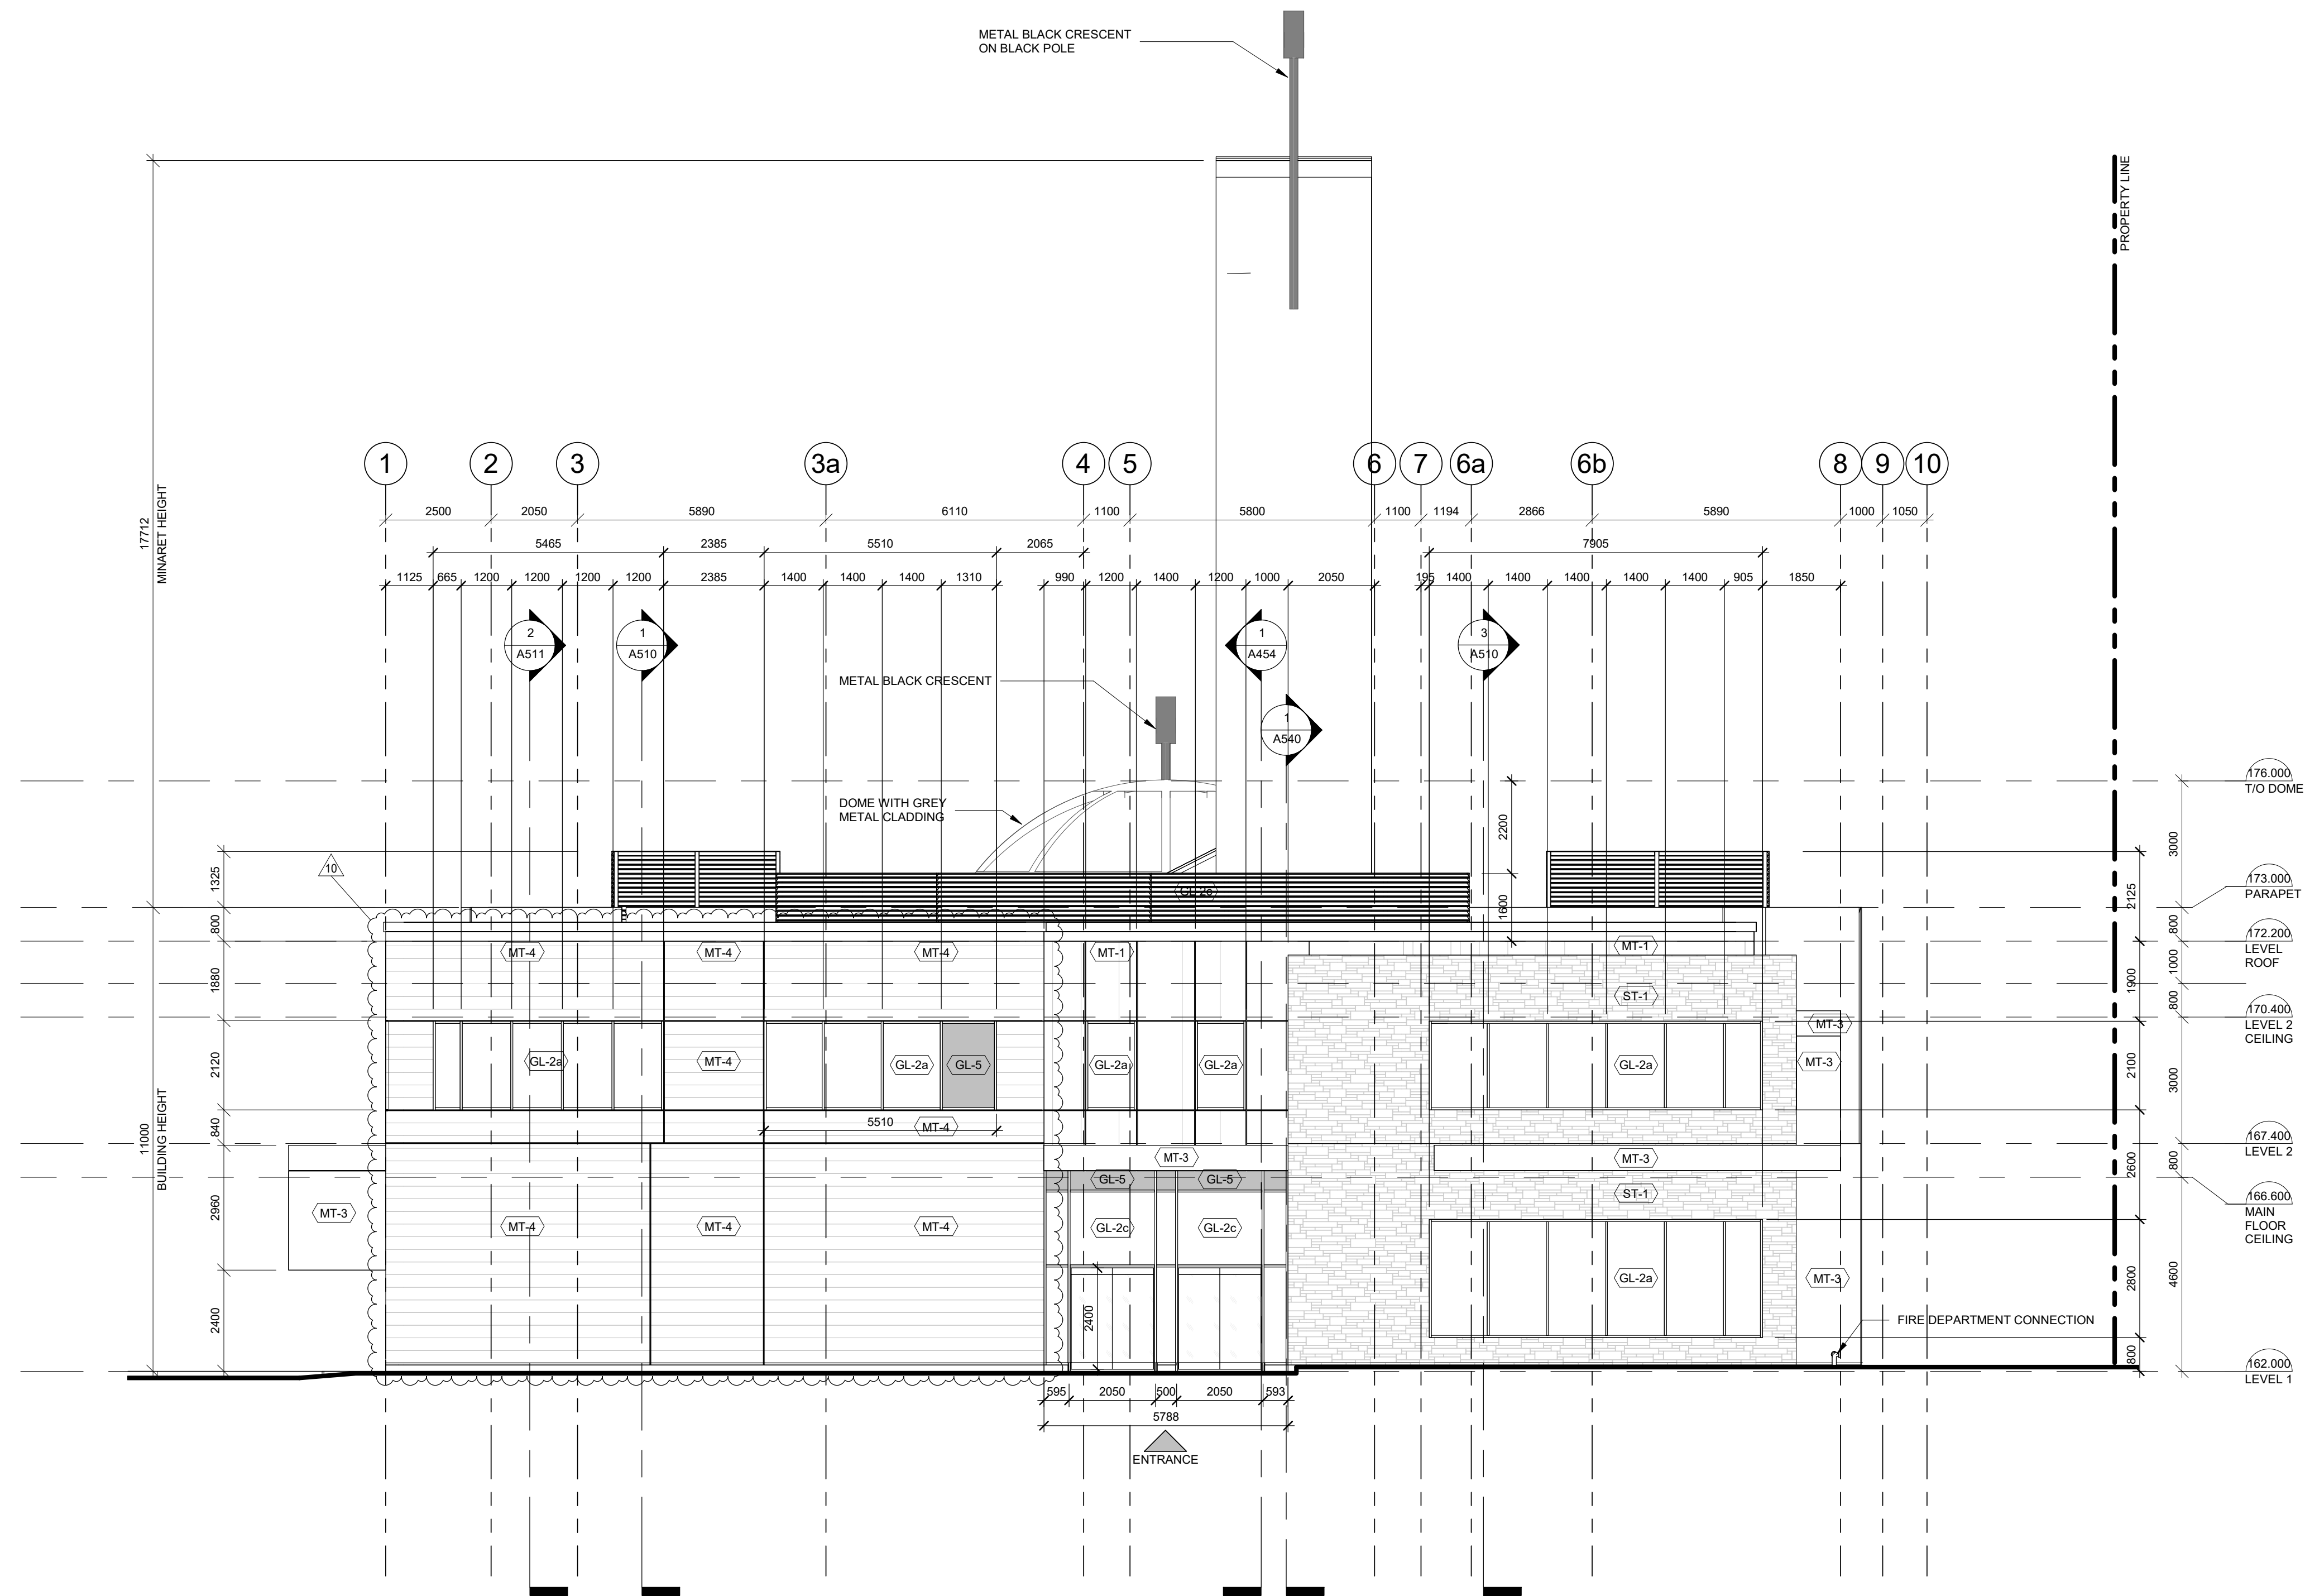 METAL BLACK CRESCENT
ON BLACK POLE
PROPERTY LINE
17712
MINARET HEIGHT
1
2
3
3a
4
5
6
7
6a
6b
8
9
10
2500
2050
5890
6110
1100
5800
1100
1194
2866
5890
1000
1050
5465
2385
5510
2065
7905
1125
665
1200
1200
1200
1200
2385
1400
1400
1400
1310
990
1200
1400
1200
1000
2050
195
1400
1400
1400
1400
1400
905
1850
2
A511
1
A510
1
A454
3
A510
METAL BLACK CRESCENT
1
A540
DOME WITH GREY
METAL CLADDING
2200
1600
176.000
T/O DOME
3000
173.000
PARAPET
2125
800
172.200
LEVEL
ROOF
1000
1900
800
170.400
LEVEL 2
CEILING
2100
3000
167.400
LEVEL 2
2600
800
166.600
MAIN
FLOOR
CEILING
2800
4600
800
162.000
LEVEL 1
10
1325
800
1880
2120
840
2960
2400
11000
BUILDING HEIGHT
MT-4
MT-4
MT-4
MT-1
MT-1
ST-1
MT-3
GL-2a
MT-4
GL-2a
GL-5
GL-2a
GL-2a
GL-2a
MT-3
5510
MT-4
MT-3
MT-3
GL-5
GL-5
ST-1
MT-3
MT-4
MT-4
MT-4
GL-2c
GL-2c
GL-2a
MT-3
2400
FIRE DEPARTMENT CONNECTION
595
2050
500
2050
593
5788
ENTRANCE